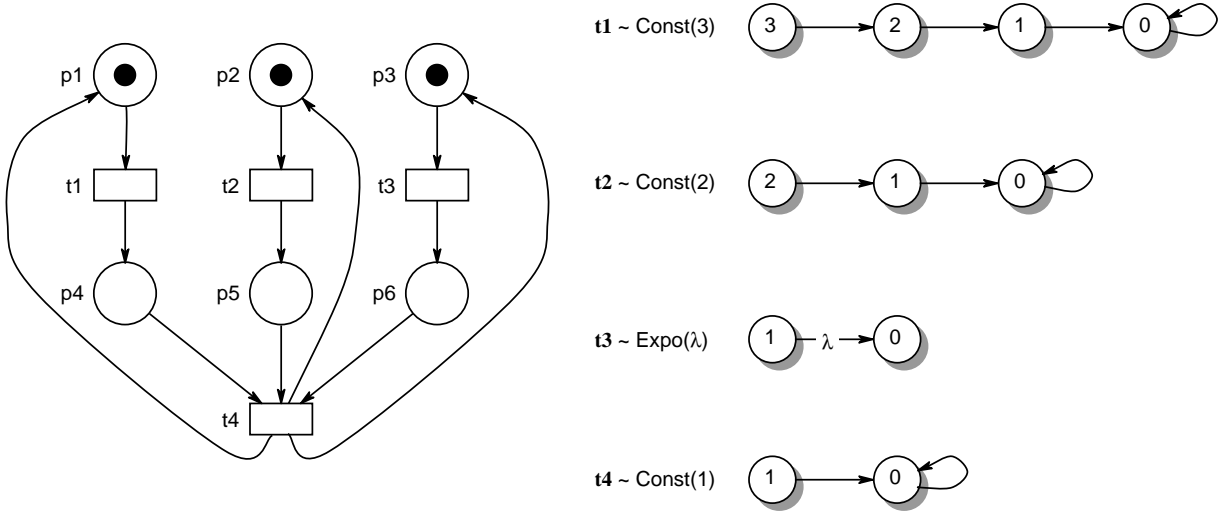 p1
p2
p3
t1
t2
t3
p4
p5
p6
t4
t1 ~ Const(3)
3
2
1
0
t2 ~ Const(2)
2
1
0
t3 ~ Expo(λ)
1
λ
0
t4 ~ Const(1)
1
0